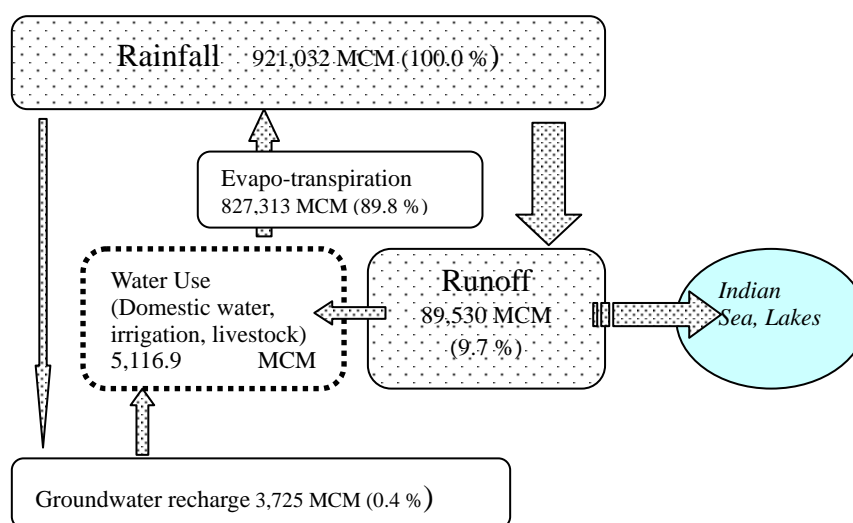 Rainfall 921,032 MCM (100.0 %)
Evapo-transpiration
827,313 MCM (89.8 %)
Water Use
(Domestic water,
irrigation, livestock)
5,116.9 MCM
Runoff
89,530 MCM
(9.7 %)
Indian
Sea, Lakes
Groundwater recharge 3,725 MCM (0.4 %)